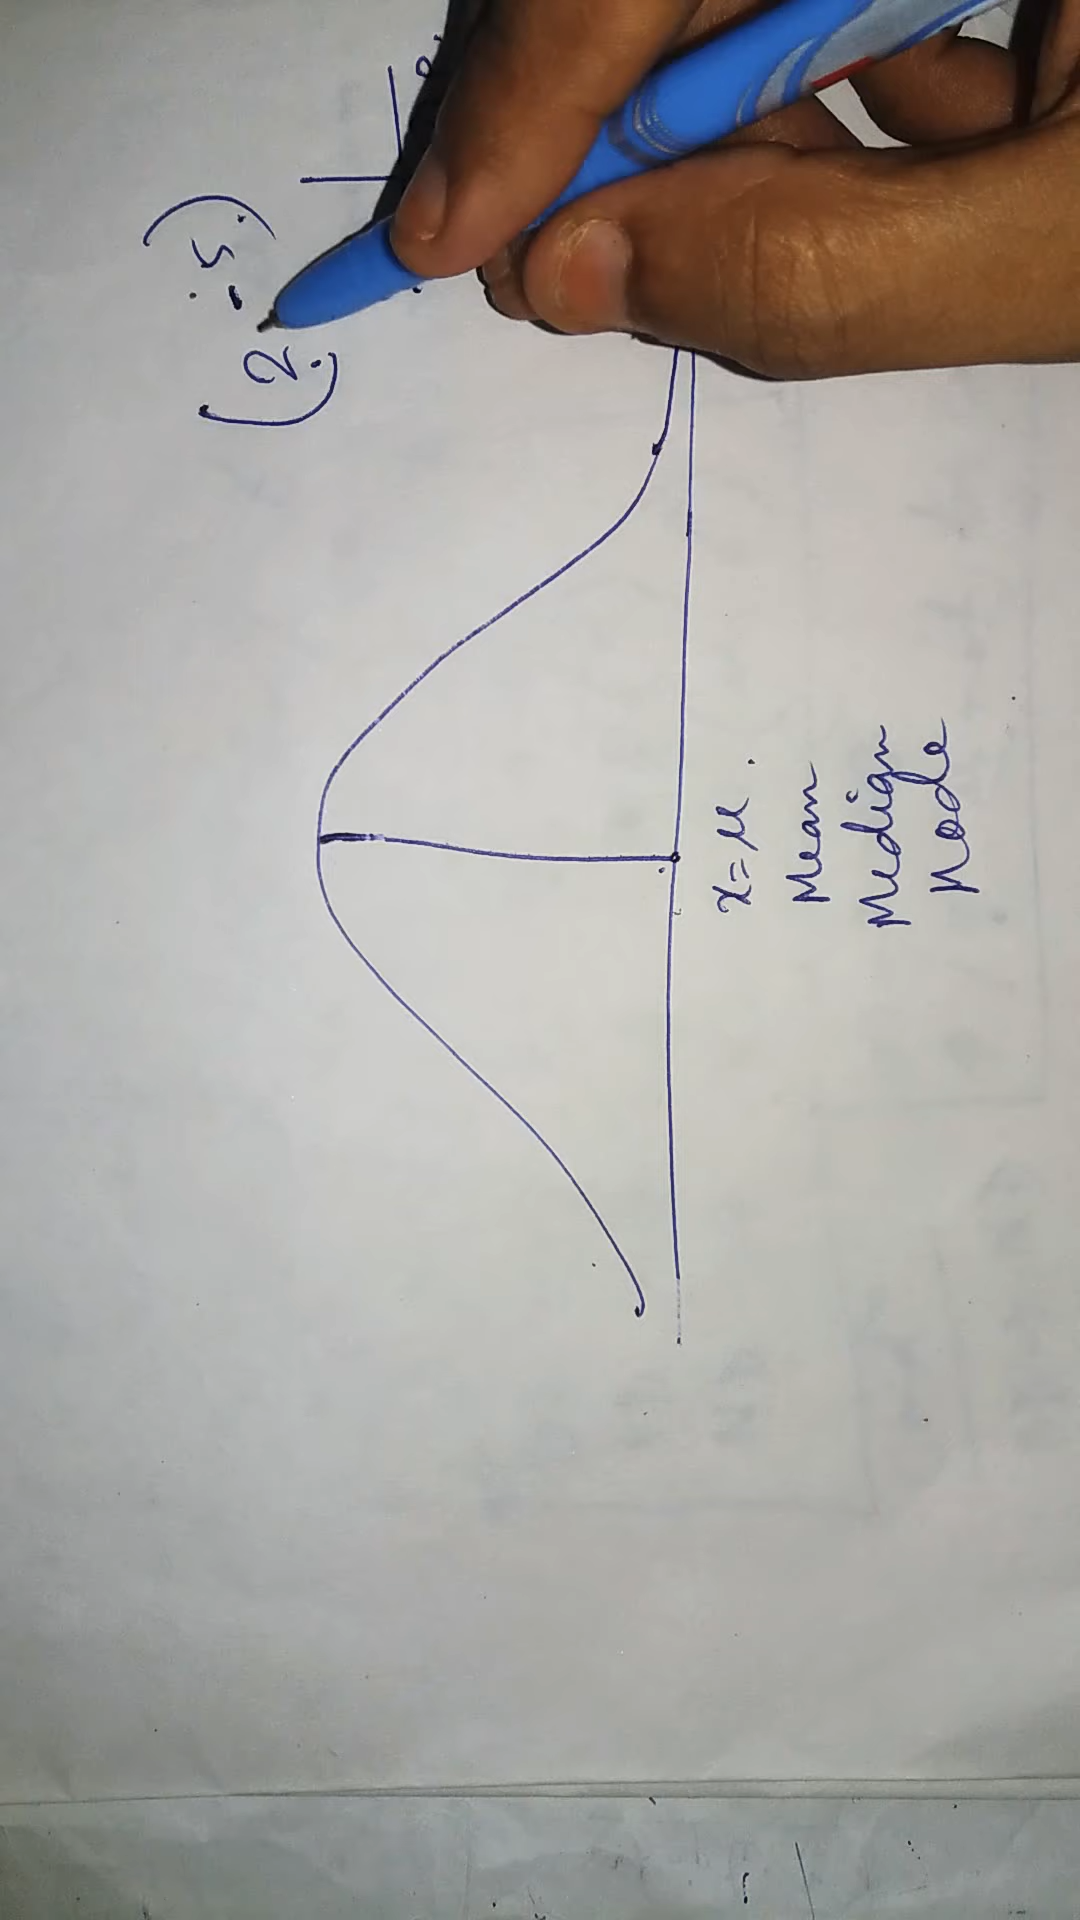 (2 - 5)
x = μ
Mean
Median
Mode